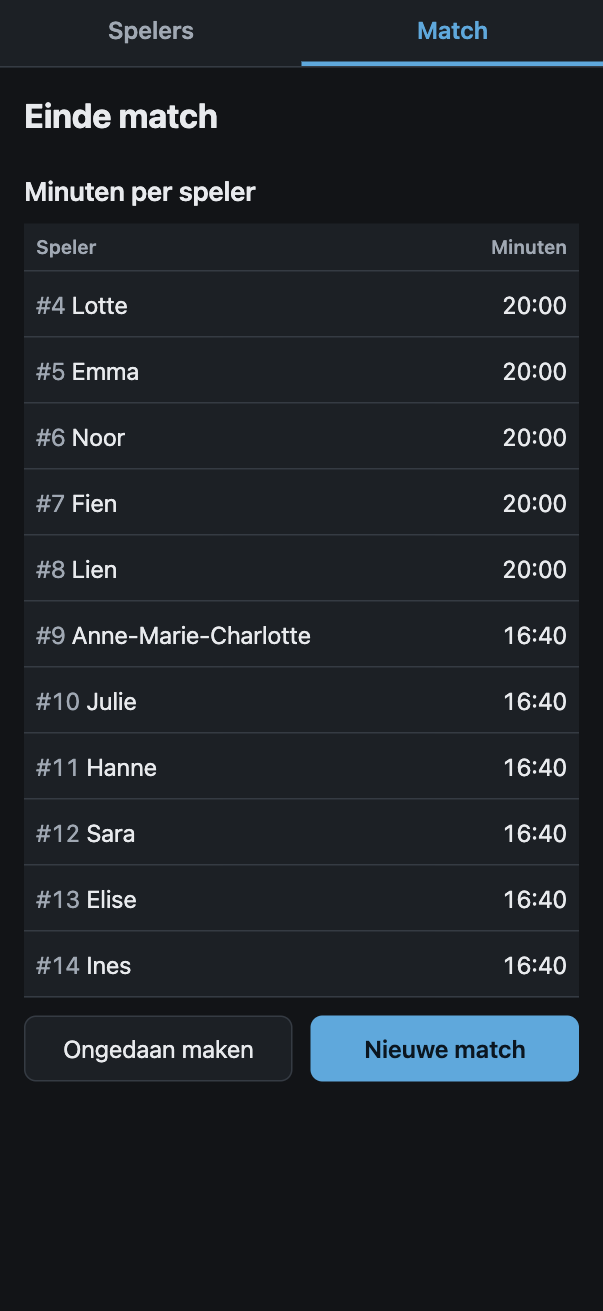 Spelers Match
Einde match
Minuten per speler
Speler Minuten
#4 Lotte 20:00
#5 Emma 20:00
#6 Noor 20:00
#7 Fien 20:00
#8 Lien 20:00
#9 Anne-Marie-Charlotte 16:40
#10 Julie 16:40
#11 Hanne 16:40
#12 Sara 16:40
#13 Elise 16:40
#14 Ines 16:40
Ongedaan maken Nieuwe match